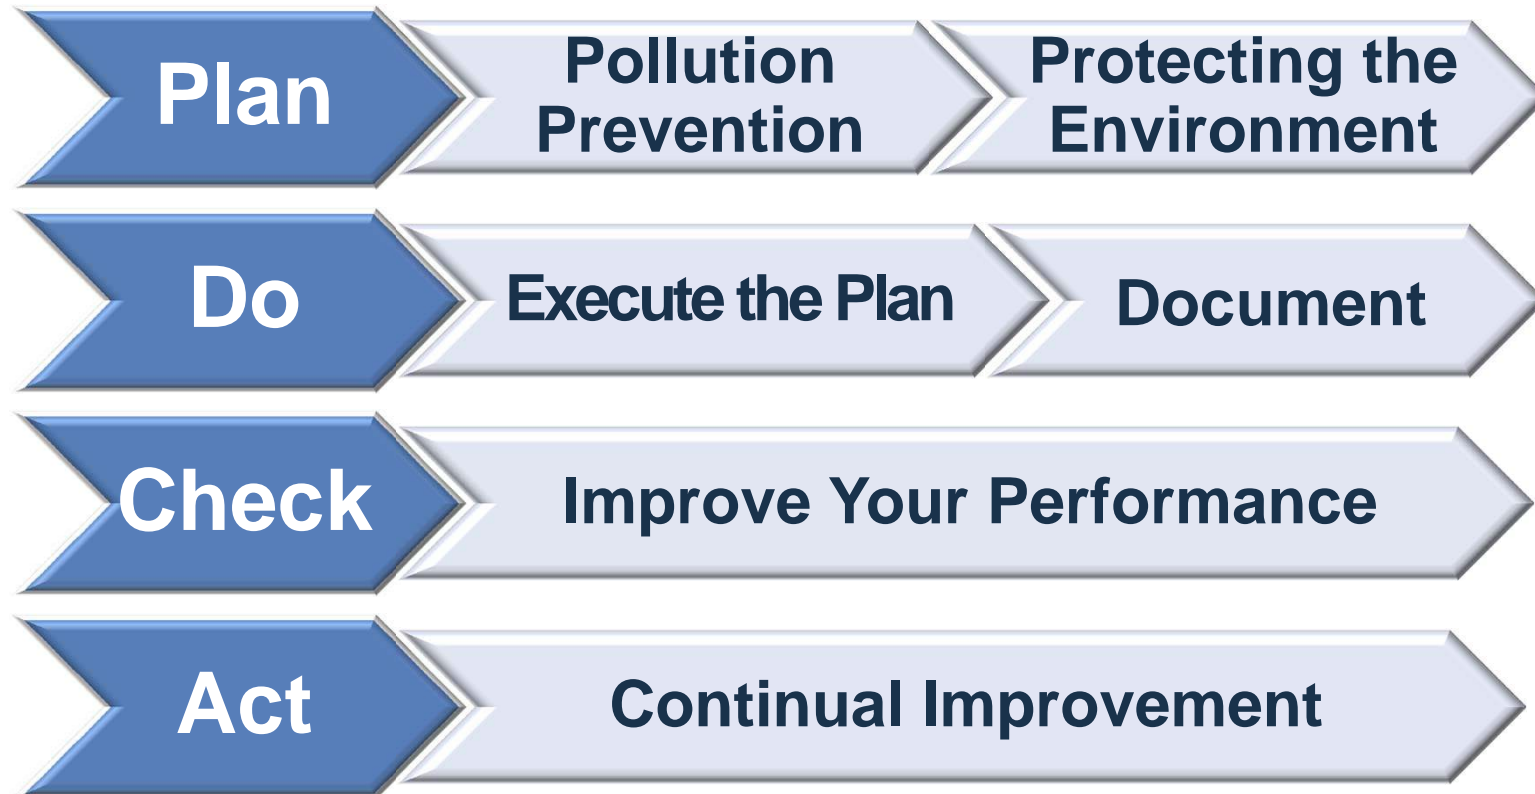 Plan
Pollution
Prevention
Protecting the
Environment
Do
Execute the Plan
Document
Check
Improve Your Performance
Act
Continual Improvement